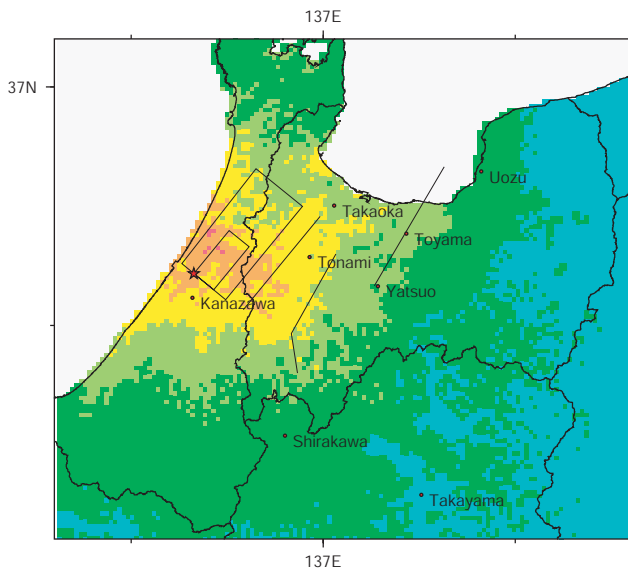 137E
37N
Uozu
Takaoka
Toyama
Tonami
Yatsuo
Kanazawa
Shirakawa
Takayama
137E